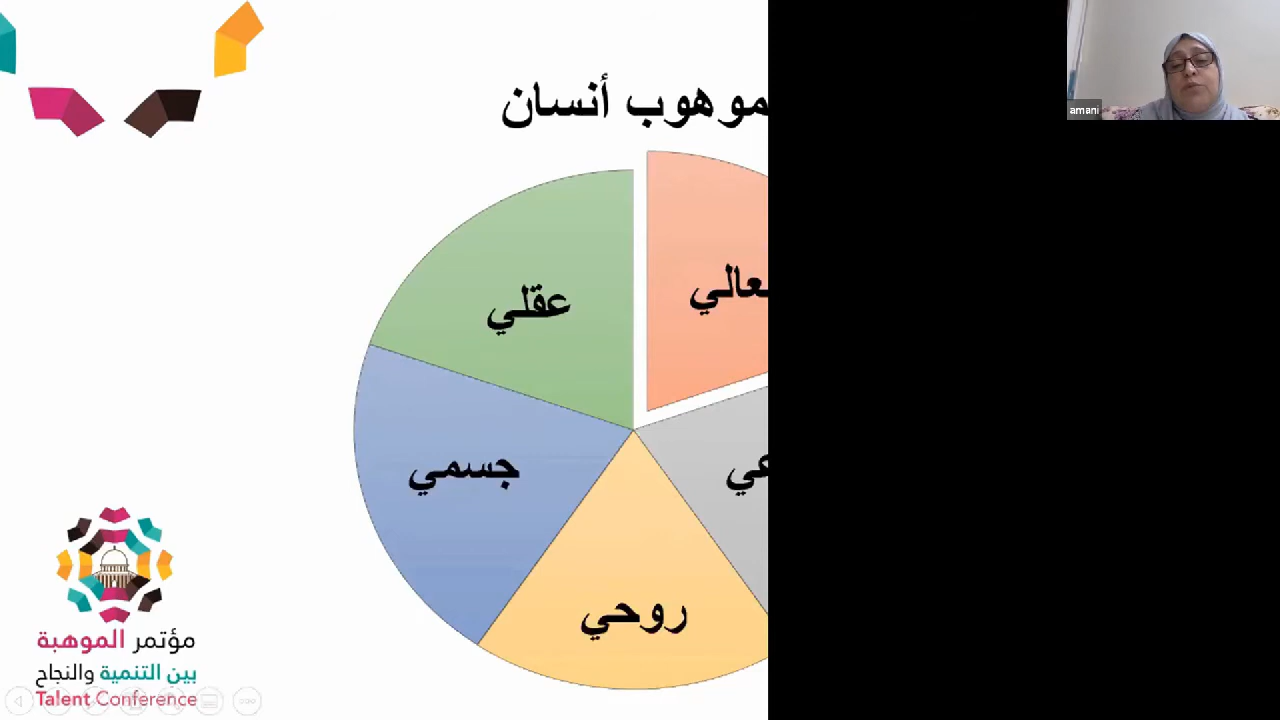 موهوب أنسان
amani
عقلي
جسمي
روحي
مؤتمر الموهبة
بين التنمية والنجاح
Talent Conference